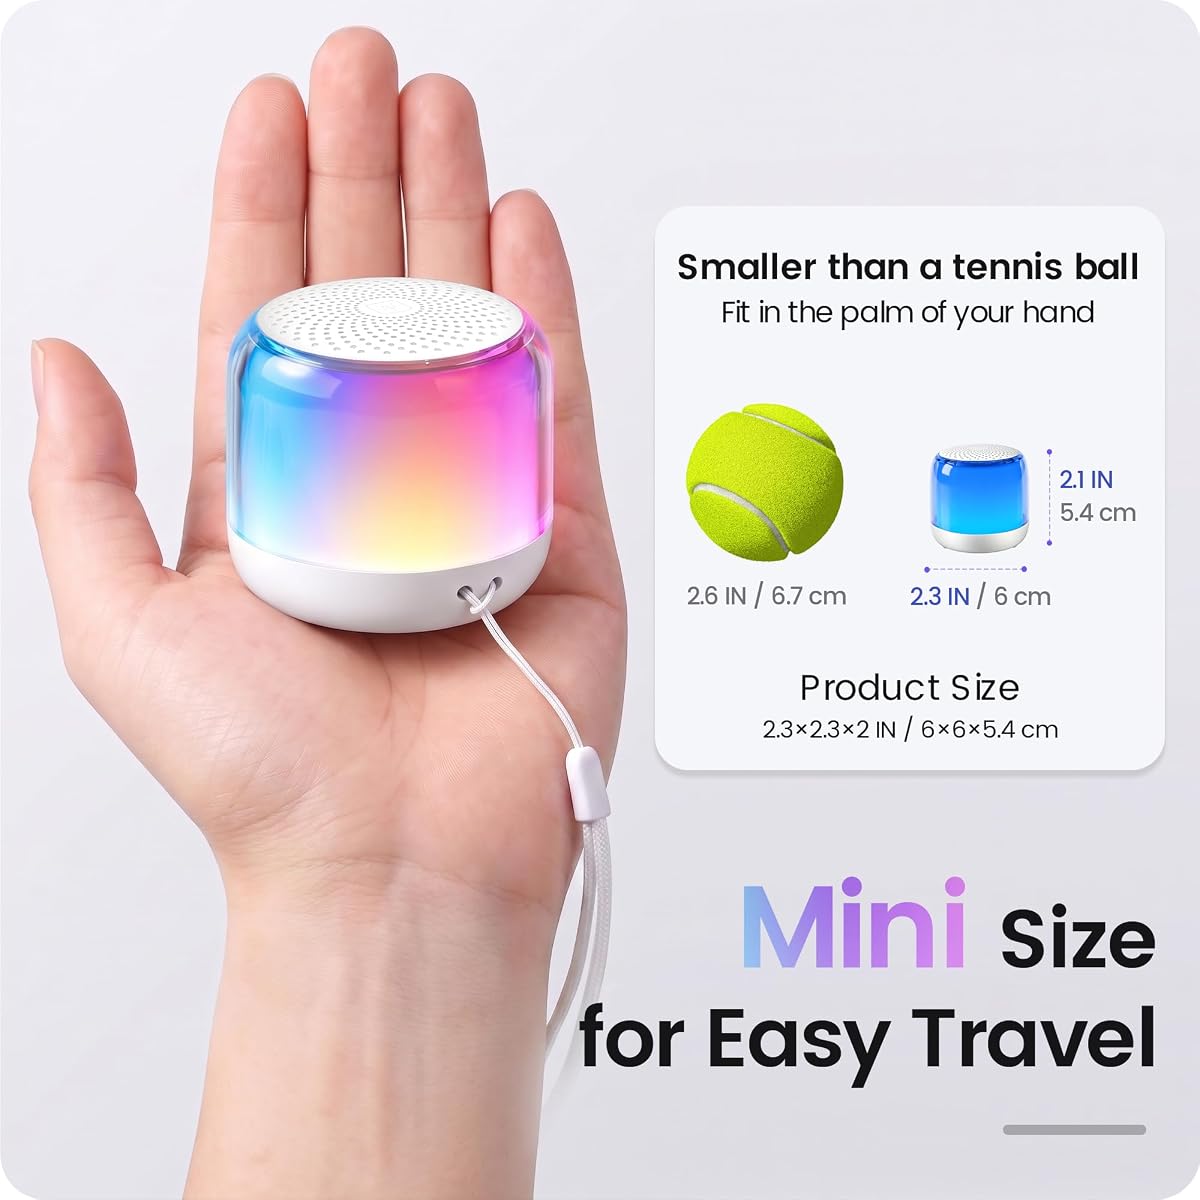 Smaller than a tennis ball
Fit in the palm of your hand
2.1 IN
5.4 cm
2.6 IN / 6.7 cm
2.3 IN / 6 cm
Product Size
2.3×2.3×2 IN / 6×6×5.4 cm
Mini Size
for Easy Travel